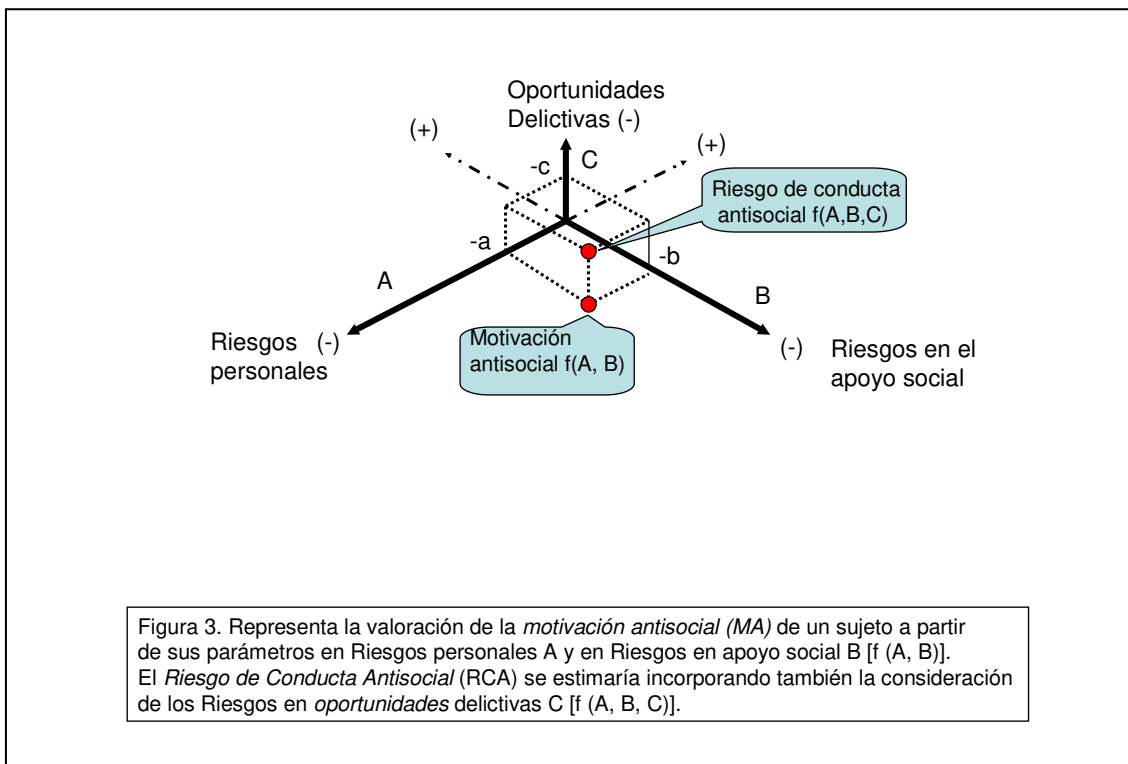 Oportunidades
Delictivas (-)
(+)
(+)
-c
C
Riesgo de conducta
antisocial f(A,B,C)
-a
-b
A
B
Riesgos (-)
personales
Motivación
antisocial f(A, B)
(-)
Riesgos en el
apoyo social
Figura 3. Representa la valoración de la motivación antisocial (MA) de un sujeto a partir
de sus parámetros en Riesgos personales A y en Riesgos en apoyo social B [f (A, B)].
El Riesgo de Conducta Antisocial (RCA) se estimaría incorporando también la consideración
de los Riesgos en oportunidades delictivas C [f (A, B, C)].